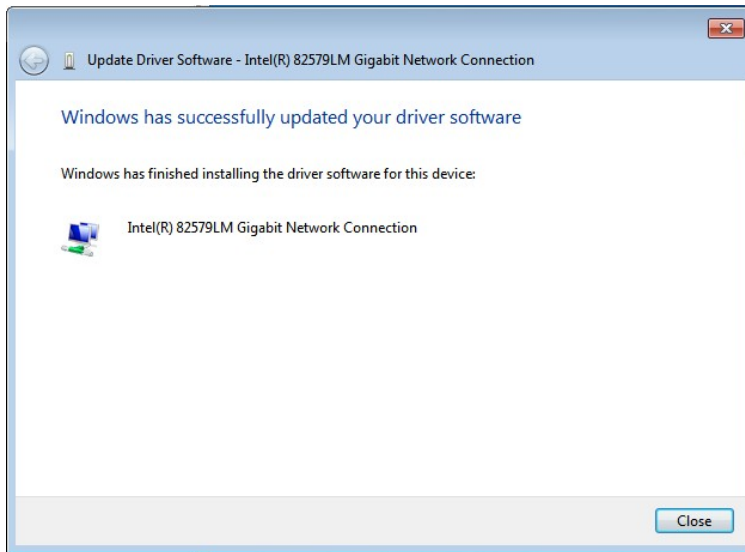 Update Driver Software - Intel(R) 82579LM Gigabit Network Connection
Windows has successfully updated your driver software
Windows has finished installing the driver software for this device:
Intel(R) 82579LM Gigabit Network Connection
Close